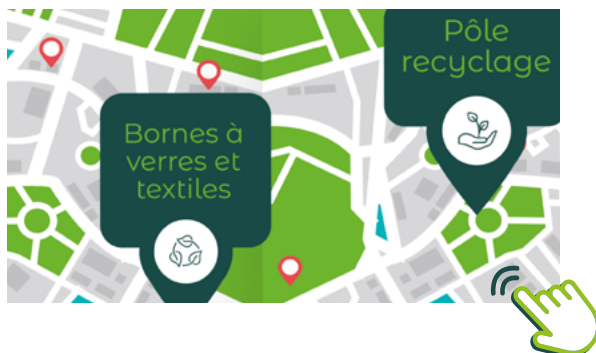 Pôle
recyclage
Bornes à
verres et
textiles